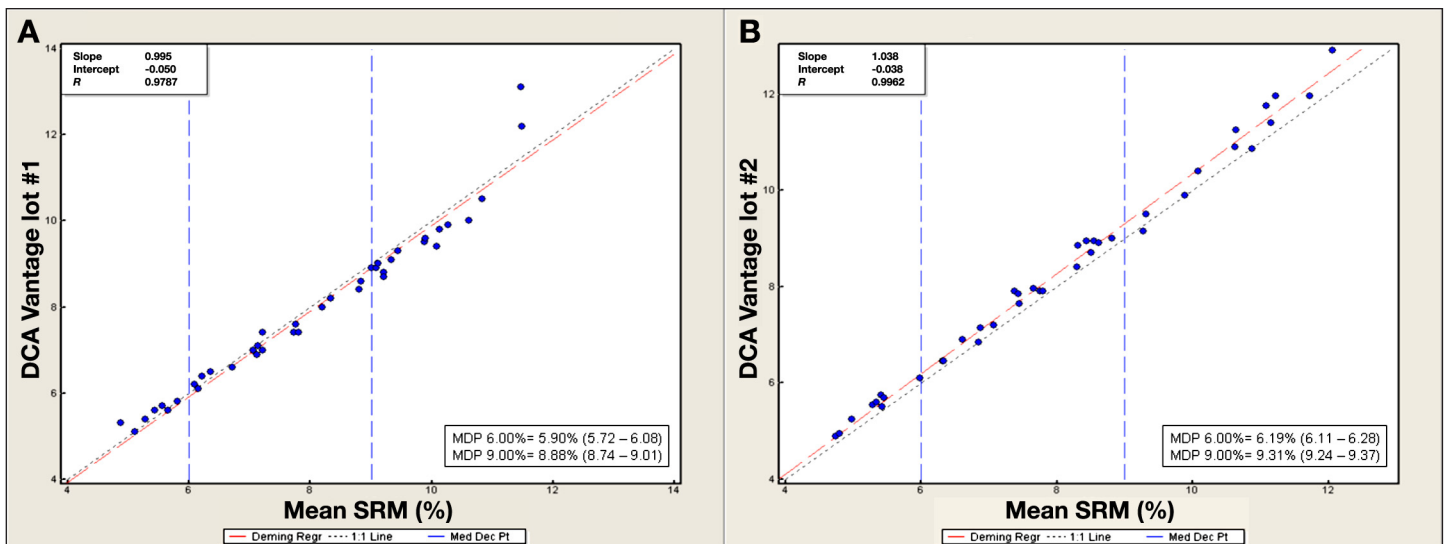 A
Slope 0.995
Intercept -0.050
R 0.9787
DCA Vantage lot #1
14
12
10
8
6
4
4 6 8 10 12 14
MDP 6.00%= 5.90% (5.72 – 6.08)
MDP 9.00%= 8.88% (8.74 – 9.01)
Mean SRM (%)
Deming Regr 1:1 Line Med Dec Pt
B
Slope 1.038
Intercept -0.038
R 0.9962
DCA Vantage lot #2
12
10
8
6
4
4 6 8 10 12
MDP 6.00%= 6.19% (6.11 – 6.28)
MDP 9.00%= 9.31% (9.24 – 9.37)
Mean SRM (%)
Deming Regr 1:1 Line Med Dec Pt